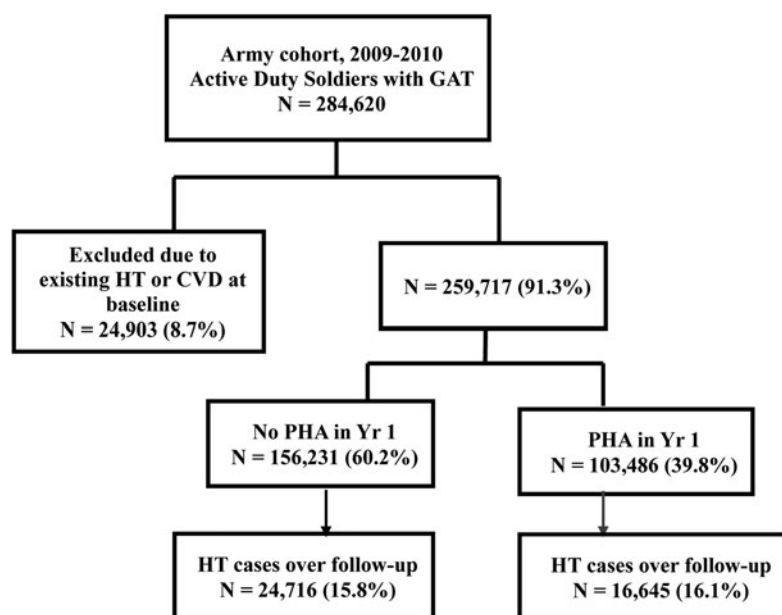 Army cohort, 2009-2010
Active Duty Soldiers with GAT
N = 284,620
Excluded due to
existing HT or CVD at
baseline
N = 24,903 (8.7%)
N = 259,717 (91.3%)
No PHA in Yr 1
N = 156,231 (60.2%)
PHA in Yr 1
N = 103,486 (39.8%)
HT cases over follow-up
N = 24,716 (15.8%)
HT cases over follow-up
N = 16,645 (16.1%)